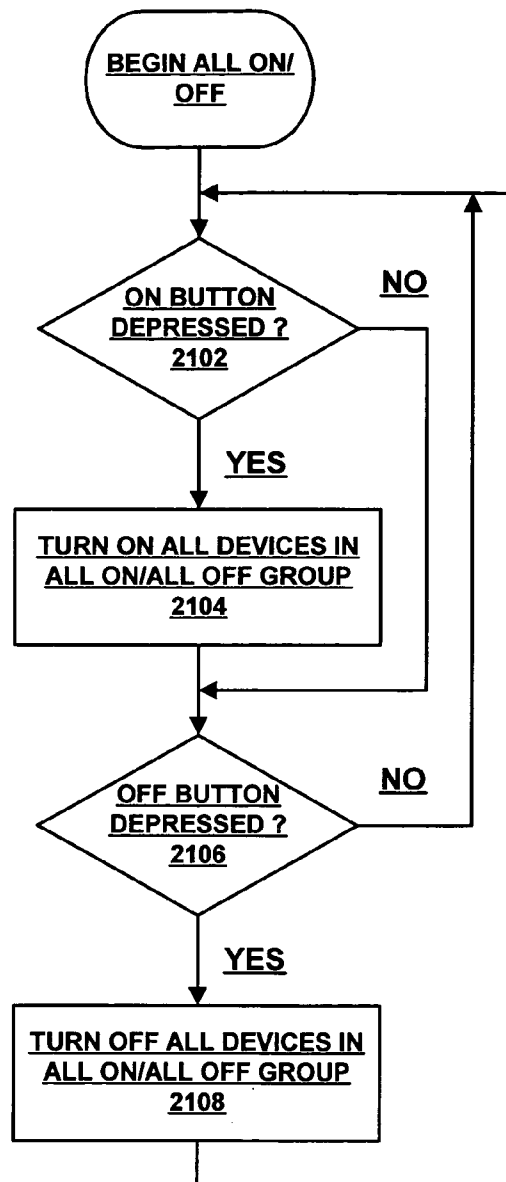 BEGIN ALL ON/
OFF
ON BUTTON
DEPRESSED ?
2102
NO
YES
TURN ON ALL DEVICES IN
ALL ON/ALL OFF GROUP
2104
OFF BUTTON
DEPRESSED ?
2106
NO
YES
TURN OFF ALL DEVICES IN
ALL ON/ALL OFF GROUP
2108